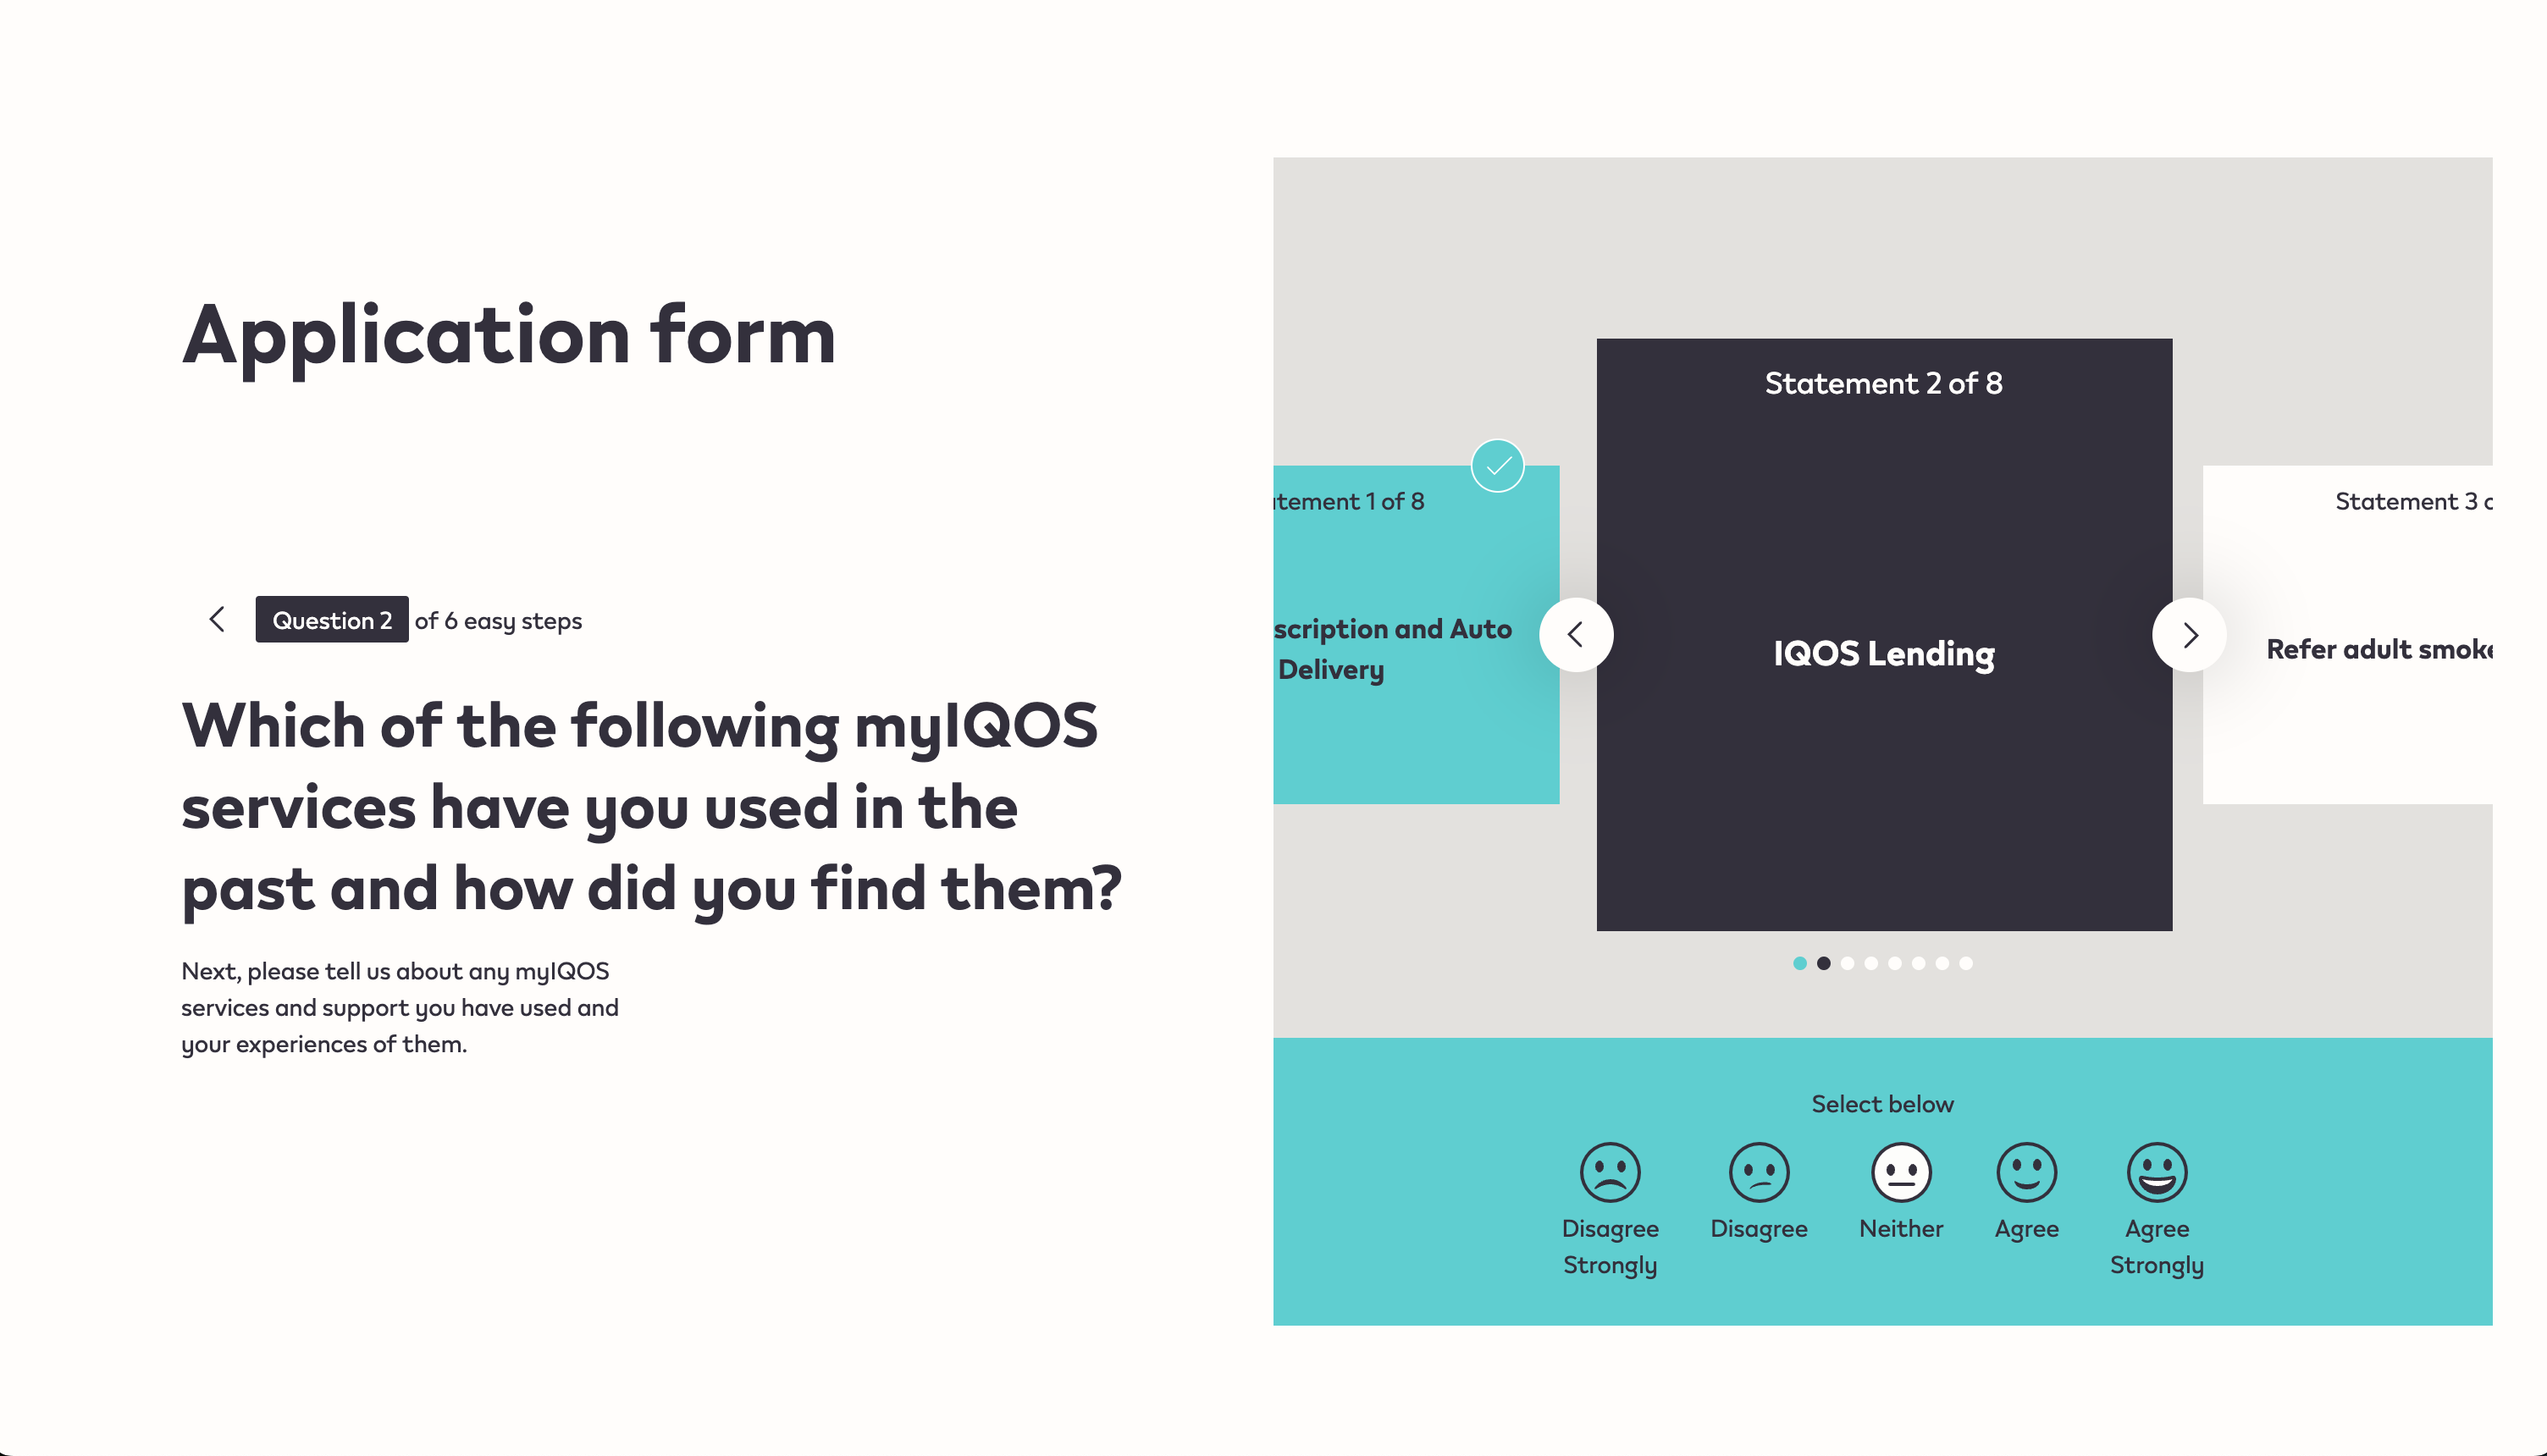 Application form
Question 2 of 6 easy steps
Which of the following myIQOS
services have you used in the
past and how did you find them?
Next, please tell us about any myIQOS
services and support you have used and
your experiences of them.
1 of 8
and Auto
Delivery
Statement 2 of 8
IQOS Lending
Statement 3
Refer adult
Select below
Disagree
Strongly
Disagree
Neither
Agree
Agree
Strongly